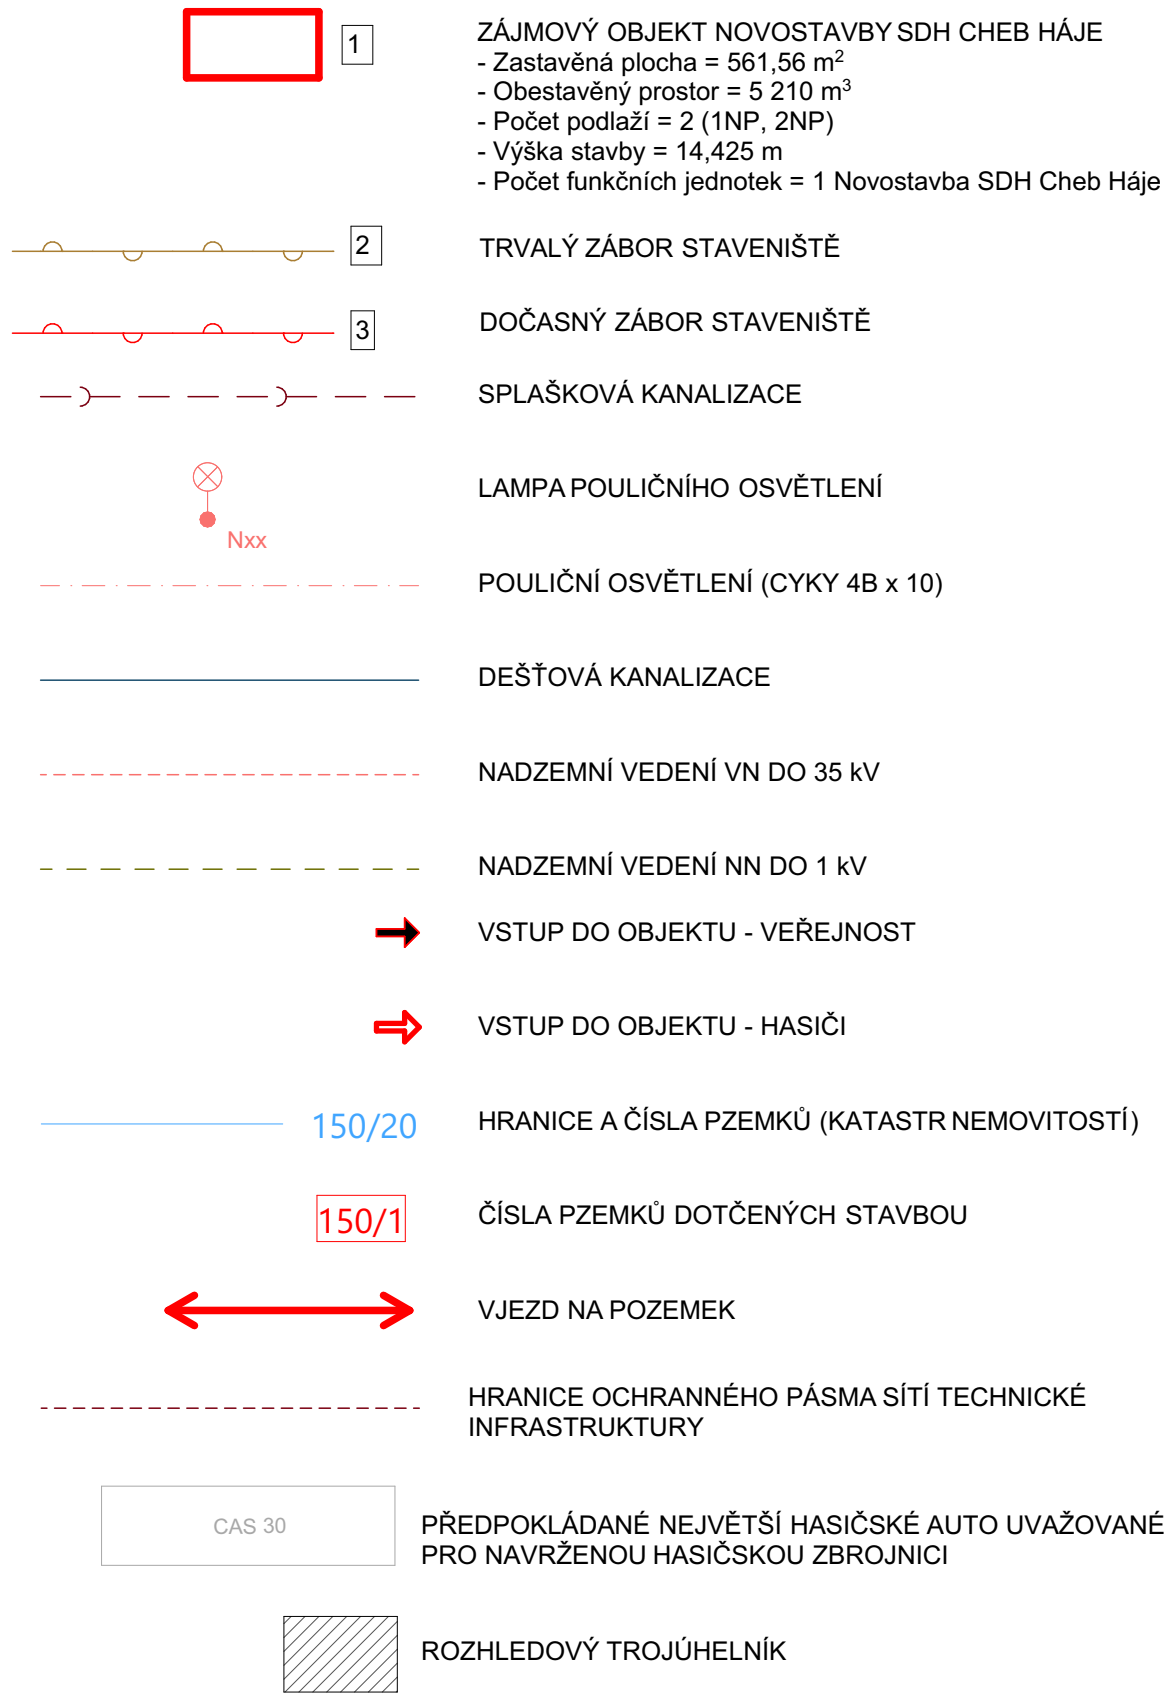 1
ZÁJMOVÝ OBJEKT NOVOSTAVBY SDH CHEB HÁJE
- Zastavěná plocha = 561,56 m²
- Obestavěný prostor = 5 210 m³
- Počet podlaží = 2 (1NP, 2NP)
- Výška stavby = 14,425 m
- Počet funkčních jednotek = 1 Novostavba SDH Cheb Háje
2 TRVALÝ ZÁBOR STAVENIŠTĚ
3 DOČASNÝ ZÁBOR STAVENIŠTĚ
SPLAŠKOVÁ KANALIZACE
LAMPA POULIČNÍHO OSVĚTLENÍ
Nxx
POULIČNÍ OSVĚTLENÍ (CYKY 4B x 10)
DEŠŤOVÁ KANALIZACE
NADZEMNÍ VEDENÍ VN DO 35 kV
NADZEMNÍ VEDENÍ NN DO 1 kV
VSTUP DO OBJEKTU - VEŘEJNOST
VSTUP DO OBJEKTU - HASIČI
150/20 HRANICE A ČÍSLA PZEMKŮ (KATASTR NEMOVITOSTÍ)
150/1 ČÍSLA PZEMKŮ DOTČENÝCH STAVBOU
VJEZD NA POZEMEK
HRANICE OCHRANNÉHO PÁSMA SÍTÍ TECHNICKÉ
INFRASTRUKTURY
CAS 30
PŘEDPOKLÁDANÉ NEJVĚTŠÍ HASIČSKÉ AUTO UVAŽOVANÉ
PRO NAVRŽENOU HASIČSKOU ZBROJNICI
ROZHLEDOVÝ TROJÚHELNÍK